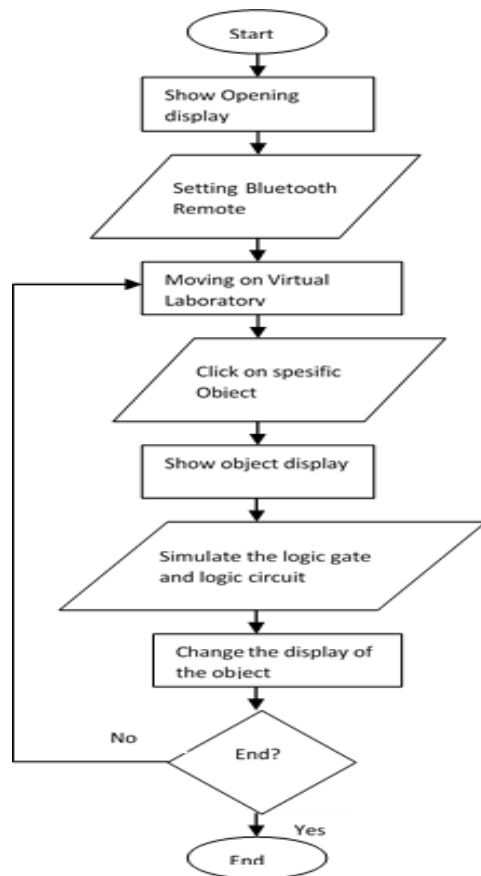 Start
Show Opening
display
Setting Bluetooth
Remote
Moving on Virtual
Laboratory
Click on spesific
Object
Show object display
Simulate the logic gate
and logic circuit
Change the display of
the object
No
End?
Yes
End